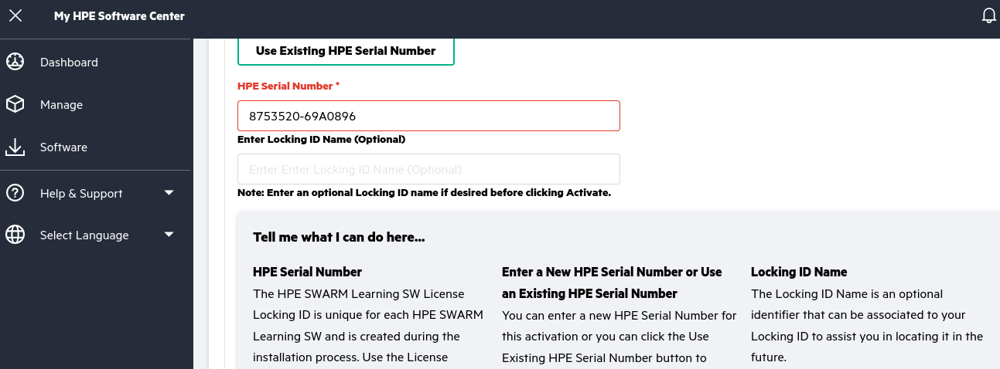 My HPE Software Center
Dashboard
Manage
Software
Help & Support
Select Language
Use Existing HPE Serial Number
HPE Serial Number *
8753520-69A0896
Enter Locking ID Name (Optional)
Enter Enter Locking ID Name (Optional)
Note: Enter an optional Locking ID name if desired before clicking Activate.
Tell me what I can do here...
HPE Serial Number
The HPE SWARM Learning SW License
Locking ID is unique for each HPE SWARM
Learning SW and is created during the
installation process. Use the License
Enter a New HPE Serial Number or Use
an Existing HPE Serial Number
You can enter a new HPE Serial Number for
this activation or you can click the Use
Existing HPE Serial Number button to
Locking ID Name
The Locking ID Name is an optional
identifier that can be associated to your
Locking ID to assist you in locating it in the
future.